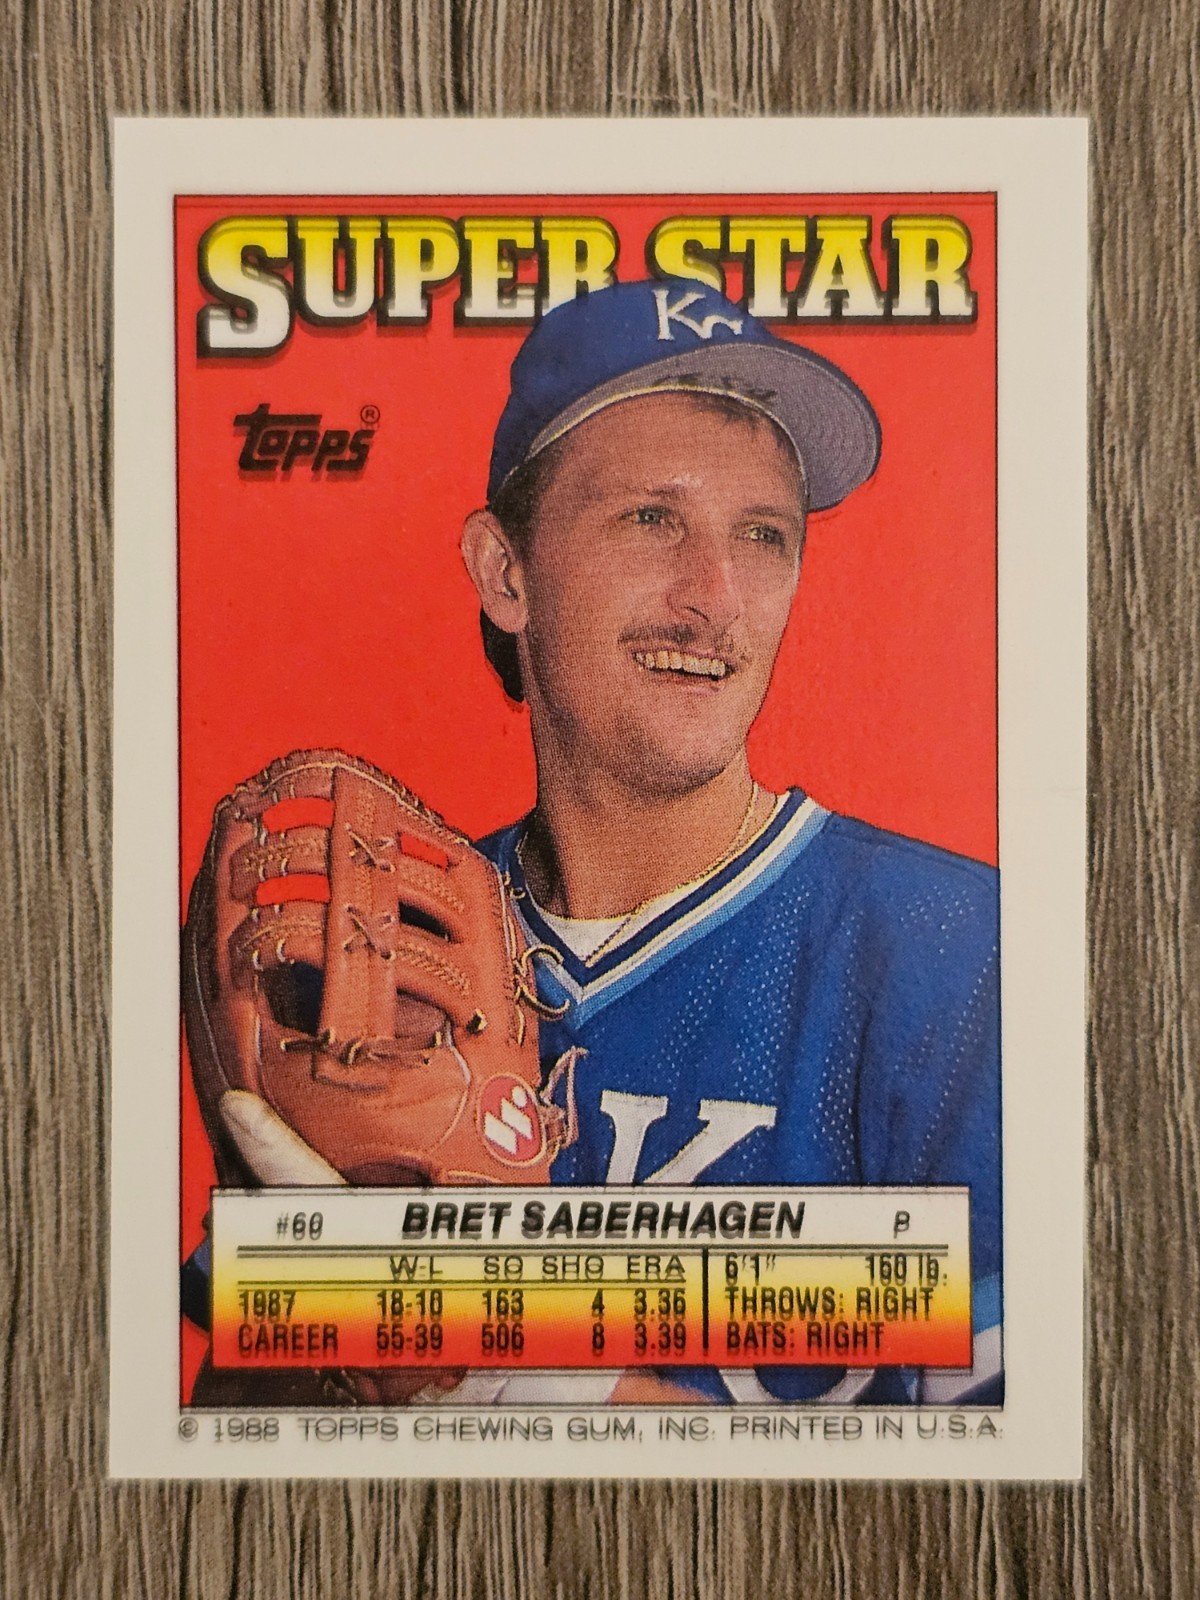 SUPER STAR
topps®
KC
W
K
#60 BRET SABERHAGEN P
W-L SO SHO ERA 6'1" 160 lb.
1987 18-10 163 4 3.36 THROWS: RIGHT
CAREER 55-39 506 8 3.39 BATS: RIGHT
© 1988 TOPPS CHEWING GUM, INC. PRINTED IN U.S.A.